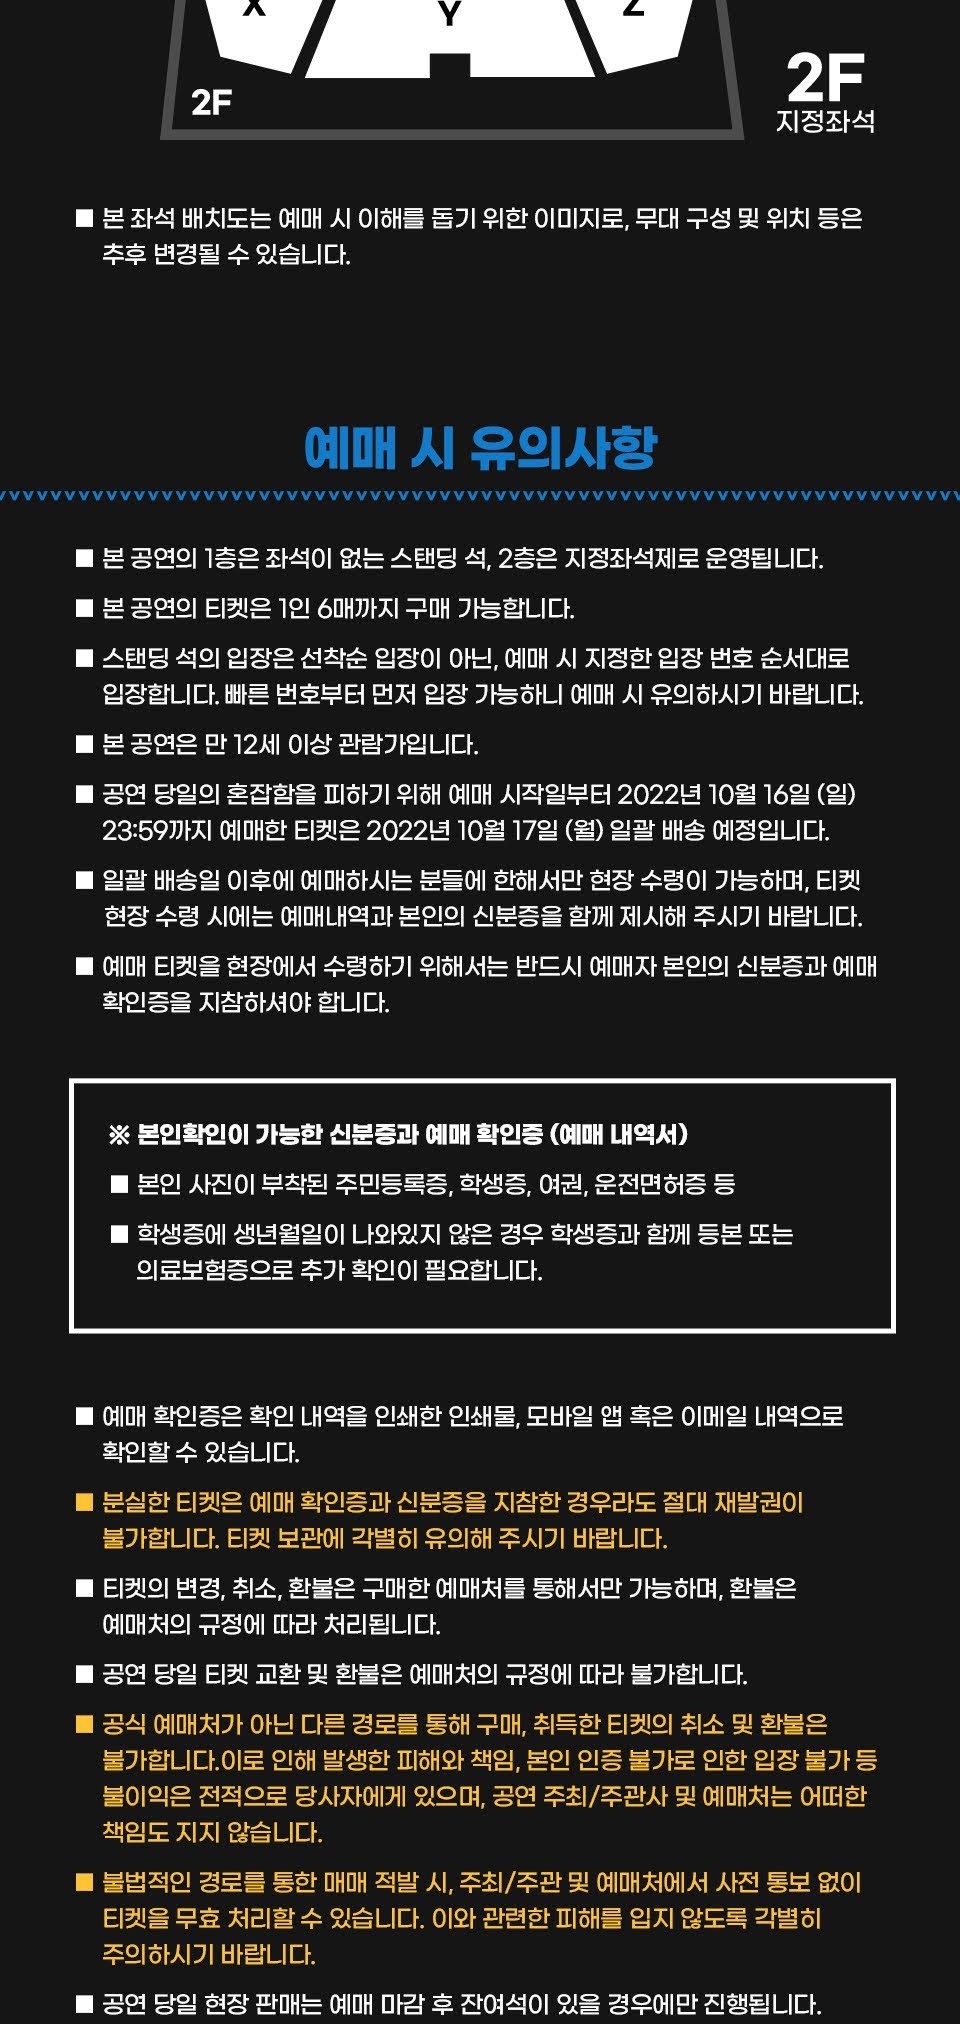 X
Y
Z
2F
2F
지정좌석
■ 본 좌석 배치도는 예매 시 이해를 돕기 위한 이미지로, 무대 구성 및 위치 등은
추후 변경될 수 있습니다.
예매 시 유의사항
■ 본 공연의 1층은 좌석이 없는 스탠딩 석, 2층은 지정좌석제로 운영됩니다.
■ 본 공연의 티켓은 1인 6매까지 구매 가능합니다.
■ 스탠딩 석의 입장은 선착순 입장이 아닌, 예매 시 지정한 입장 번호 순서대로
입장합니다. 빠른 번호부터 먼저 입장 가능하니 예매 시 유의하시기 바랍니다.
■ 본 공연은 만 12세 이상 관람가입니다.
■ 공연 당일의 혼잡함을 피하기 위해 예매 시작일부터 2022년 10월 16일 (일)
23:59까지 예매한 티켓은 2022년 10월 17일 (월) 일괄 배송 예정입니다.
■ 일괄 배송일 이후에 예매하시는 분들에 한해서만 현장 수령이 가능하며, 티켓
현장 수령 시에는 예매내역과 본인의 신분증을 함께 제시해 주시기 바랍니다.
■ 예매 티켓을 현장에서 수령하기 위해서는 반드시 예매자 본인의 신분증과 예매
확인증을 지참하셔야 합니다.
※ 본인확인이 가능한 신분증과 예매 확인증 (예매 내역서)
■ 본인 사진이 부착된 주민등록증, 학생증, 여권, 운전면허증 등
■ 학생증에 생년월일이 나와있지 않은 경우 학생증과 함께 등본 또는
의료보험증으로 추가 확인이 필요합니다.
■ 예매 확인증은 확인 내역을 인쇄한 인쇄물, 모바일 앱 혹은 이메일 내역으로
확인할 수 있습니다.
■ 분실한 티켓은 예매 확인증과 신분증을 지참한 경우라도 절대 재발권이
불가합니다. 티켓 보관에 각별히 유의해 주시기 바랍니다.
■ 티켓의 변경, 취소, 환불은 구매한 예매처를 통해서만 가능하며, 환불은
예매처의 규정에 따라 처리됩니다.
■ 공연 당일 티켓 교환 및 환불은 예매처의 규정에 따라 불가합니다.
■ 공식 예매처가 아닌 다른 경로를 통해 구매, 취득한 티켓의 취소 및 환불은
불가합니다.이로 인해 발생한 피해와 책임, 본인 인증 불가로 인한 입장 불가 등
불이익은 전적으로 당사자에게 있으며, 공연 주최/주관사 및 예매처는 어떠한
책임도 지지 않습니다.
■ 불법적인 경로를 통한 매매 적발 시, 주최/주관 및 예매처에서 사전 통보 없이
티켓을 무효 처리할 수 있습니다. 이와 관련한 피해를 입지 않도록 각별히
주의하시기 바랍니다.
■ 공연 당일 현장 판매는 예매 마감 후 잔여석이 있을 경우에만 진행됩니다.